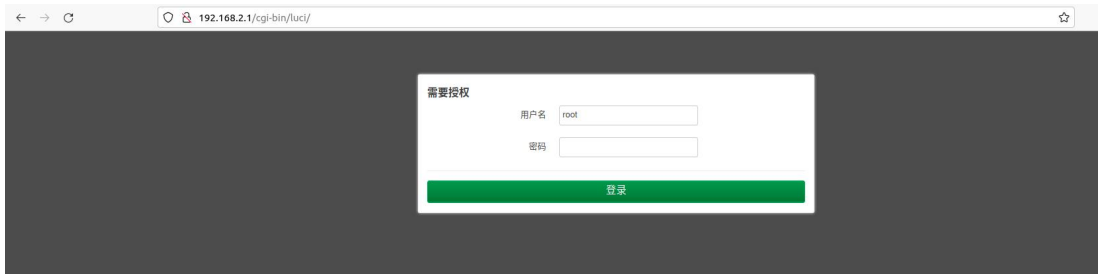 192.168.2.1/cgi-bin/luci/
需要授权
用户名 root
密码
登录